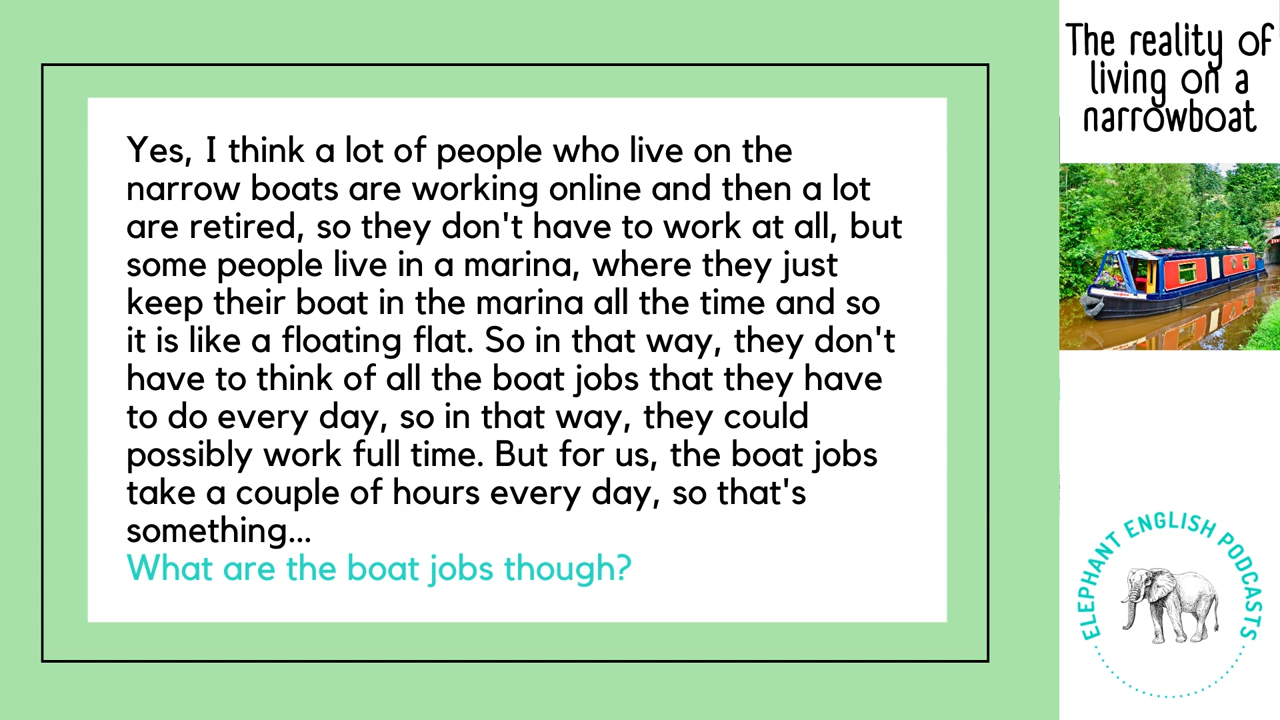 Yes, I think a lot of people who live on the
narrow boats are working online and then a lot
are retired, so they don't have to work at all, but
some people live in a marina, where they just
keep their boat in the marina all the time and so
it is like a floating flat. So in that way, they don't
have to think of all the boat jobs that they have
to do every day, so in that way, they could
possibly work full time. But for us, the boat jobs
take a couple of hours every day, so that's
something...
What are the boat jobs though?
The reality of
living on a
narrowboat
ELEPHANT ENGLISH PODCASTS